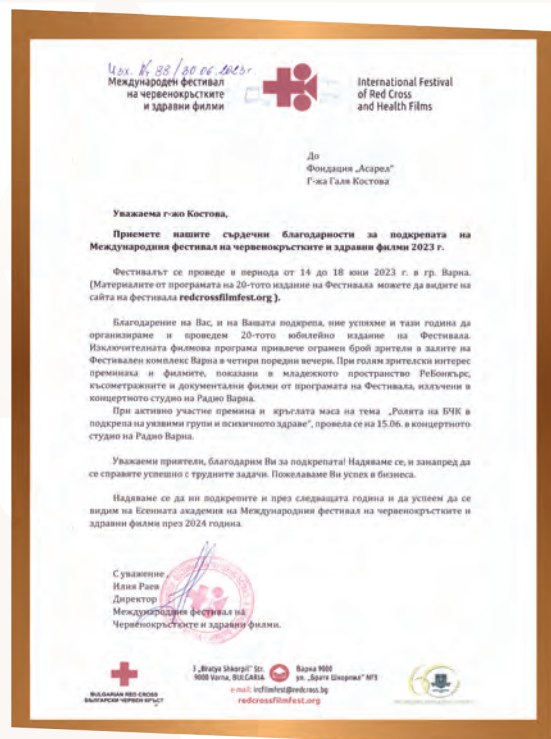 Изх. № 88/30.06.2023г
Международен фестивал
на червенокръстките
и здравни филми
International Festival
of Red Cross
and Health Films
До
Фондация „Асарел"
Г-жа Галя Костова
Уважаема г-жо Костова,
Приемете нашите сърдечни благодарности за подкрепата на
Международния фестивал на червенокръстките и здравни филми 2023 г.
Фестивалът се проведе в периода от 14 до 18 юни 2023 г. в гр. Варна.
(Материалите от програмата на 20-тото издание на Фестивала можете да видите на
сайта на фестивала redcrossfilmfest.org ).
Благодарение на Вас, и на Вашата подкрепа, ние успяхме и тази година да
организираме и проведем 20-тото юбилейно издание на Фестивала.
Изключителната филмова програма привлече ограмен брой зрители в залите на
Фестивален комплекс Варна в четири поредни вечери. При голям зрителски интерес
преминаха и филмите, показани в младежкото пространство РеБонкърс,
късометражните и документални филми от програмата на Фестивала, излъчени в
концертното студио на Радио Варна.
При активно участие премина и кръглата маса на тема „Ролята на БЧК в
подкрепа на уязвими групи и психичното здраве", провела се на 15.06. в концертното
студио на Радио Варна.
Уважаеми приятели, благодарим Ви за подкрепата! Надяваме се, и занапред да
се справяте успешно с трудните задачи. Пожелаваме Ви успех в бизнеса.
Надяваме се да ни подкрепите и през следващата година и да успеем да се
видим на Есенната академия на Международния фестивал на червенокръстките и
здравни филми през 2024 година.
С уважение,
Илия Раев
Директор
Международния фестивал на
Червенокръстките и здравни филми.
BULGARIAN RED CROSS
БЪЛГАРСКИ ЧЕРВЕН КРЪСТ
3 „Bratya Shkorpil" Str.
9000 Varna, BULGARIA
Варна 9000
ул. „Братя Шкорпил" №3
e-mail: ircfilmfest@redcross.bg
redcrossfilmfest.org